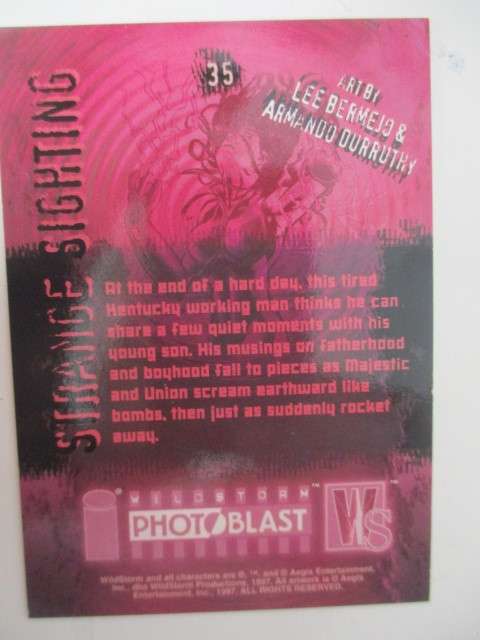 35
ART BY
LEE BERMEJO &
ARMANDO DURRUTHY
STRANGE SIGHTING
At the end of a hard day, this tired
Kentucky working man thinks he can
share a few quiet moments with his
young son. His musings on fatherhood
and boyhood fall to pieces as Majestic
and Union scream earthward like
bombs, then just as suddenly rocket
away.
i®
WILDSTORM™
PHOTOBLAST
WS™
WildStorm and all characters are ®, ™, and © Aegis Entertainment,
Inc., dba WildStorm Productions, 1997. All artwork is © Aegis
Entertainment, Inc., 1997. ALL RIGHTS RESERVED.